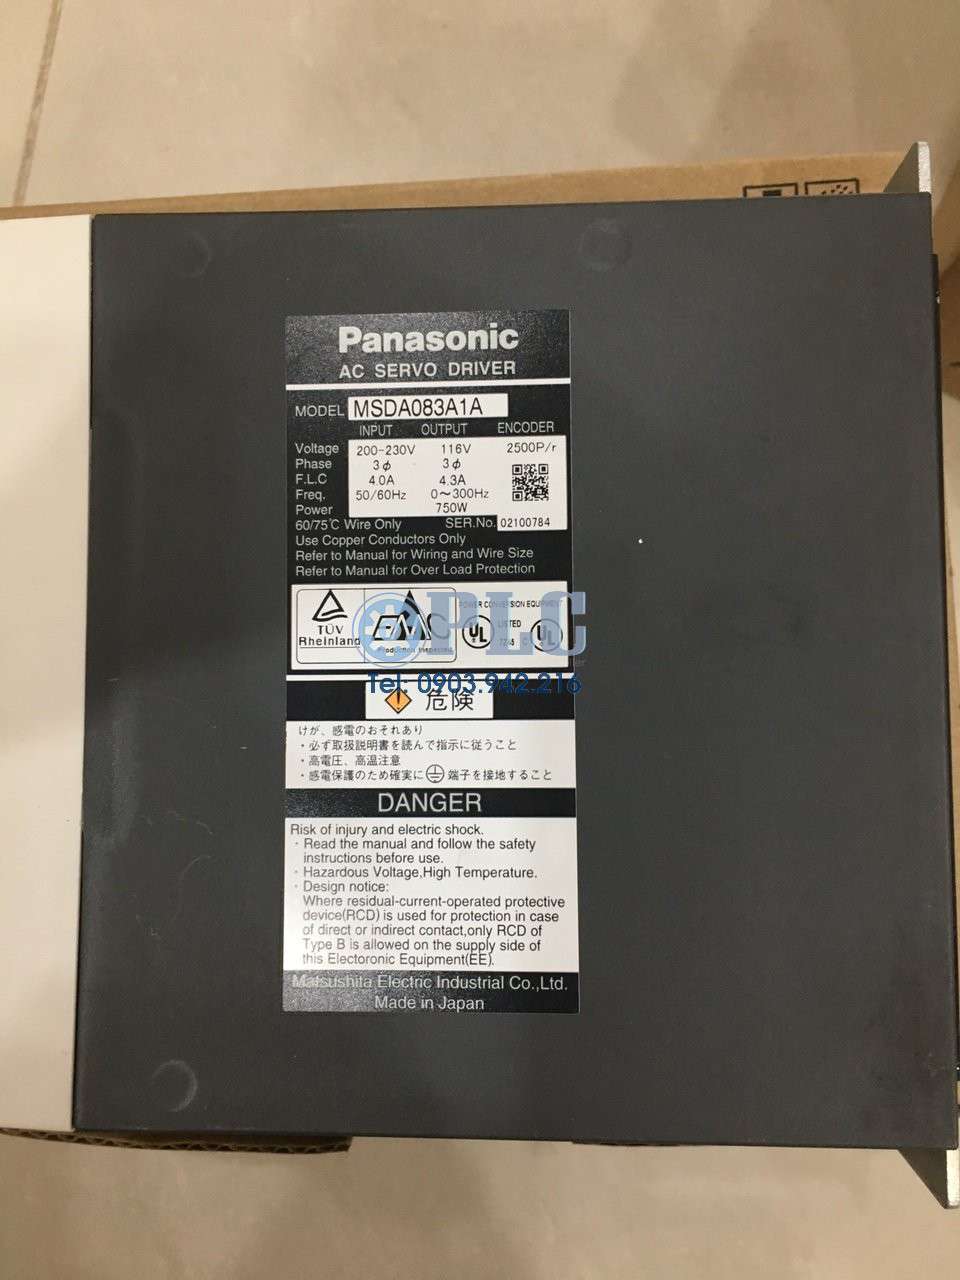 Panasonic
AC SERVO DRIVER
MODEL MSDA083A1A
INPUT OUTPUT ENCODER
Voltage 200-230V 116V 2500P/r
Phase 3ϕ 3ϕ
F.L.C 4.0A 4.3A
Freq. 50/60Hz 0〜300Hz
Power 750W
60/75℃ Wire Only SER.No. 02100784
Use Copper Conductors Only
Refer to Manual for Wiring and Wire Size
Refer to Manual for Over Load Protection
POWER CONVERSION EQUIPMENT
TÜV
Rheinland
EMC
Production Inspected
UL
LISTED
C UL
PLC
Tel: 0903.942.216
危険
けが、感電のおそれあり
・必ず取扱説明書を読んで指示に従うこと
・高電圧、高温注意
・感電保護のため確実に 端子を接地すること
DANGER
Risk of injury and electric shock.
・Read the manual and follow the safety
instructions before use.
・Hazardous Voltage,High Temperature.
・Design notice:
Where residual-current-operated protective
device(RCD) is used for protection in case
of direct or indirect contact,only RCD of
Type B is allowed on the supply side of
this Electoronic Equipment(EE).
Matsushita Electric Industrial Co.,Ltd.
Made in Japan